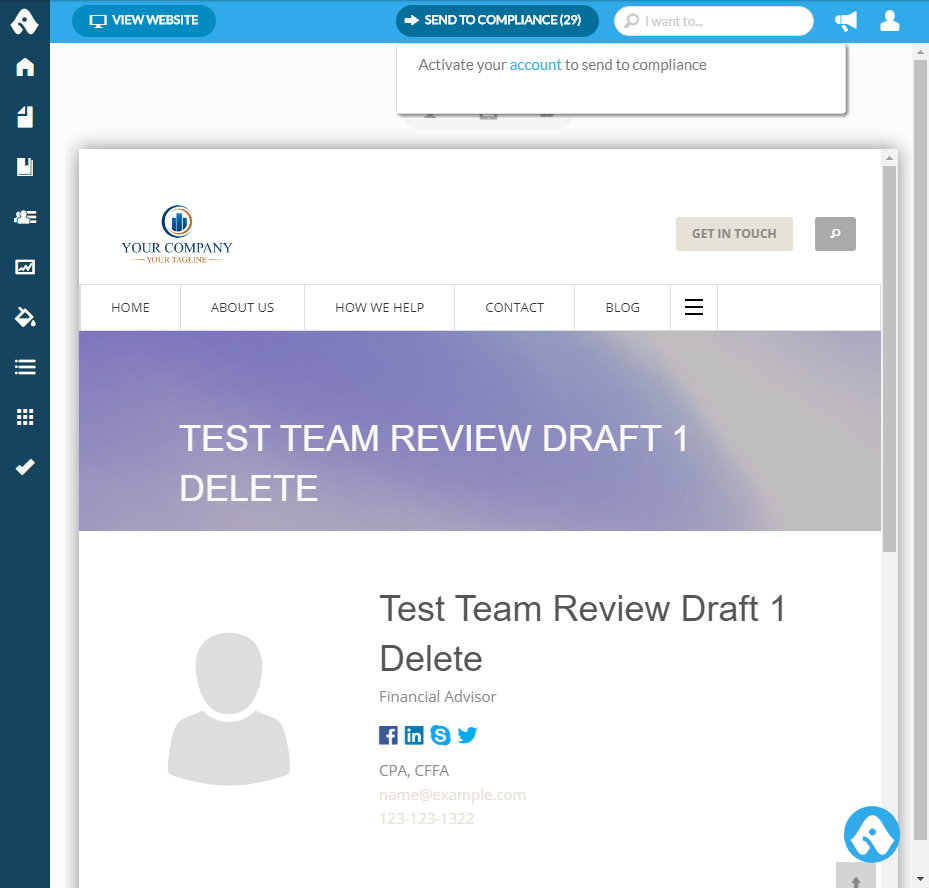 VIEW WEBSITE
SEND TO COMPLIANCE (29)
I want to...
Activate your account to send to compliance
YOUR COMPANY
YOUR TAGLINE
GET IN TOUCH
HOME
ABOUT US
HOW WE HELP
CONTACT
BLOG
TEST TEAM REVIEW DRAFT 1
DELETE
Test Team Review Draft 1
Delete
Financial Advisor
CPA, CFFA
name@example.com
123-123-1322